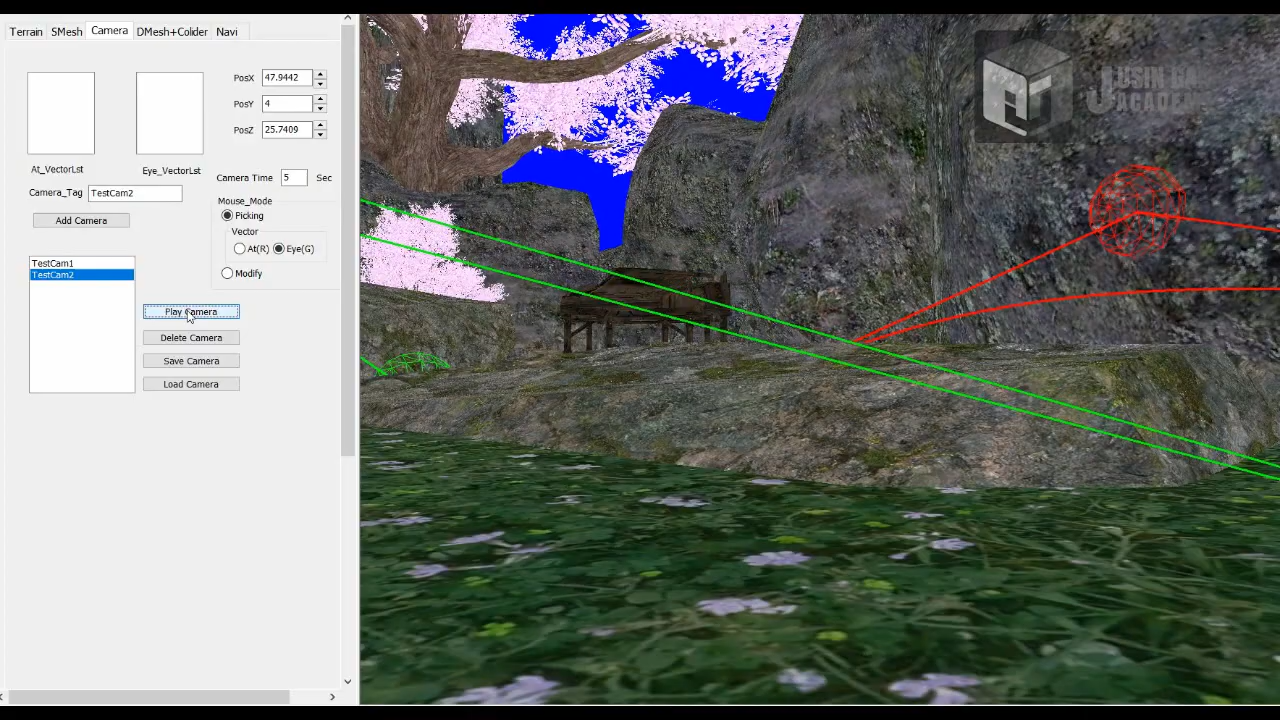 Terrain SMesh Camera DMesh+Colider Navi
PosX 47.9442
PosY 4
PosZ 25.7409
At_VectorLst Eye_VectorLst
Camera Time 5 Sec
Camera_Tag TestCam2
Mouse_Mode
Picking
Add Camera
Vector
At(R) Eye(G)
Modify
TestCam1
TestCam2
Play Camera
Delete Camera
Save Camera
Load Camera